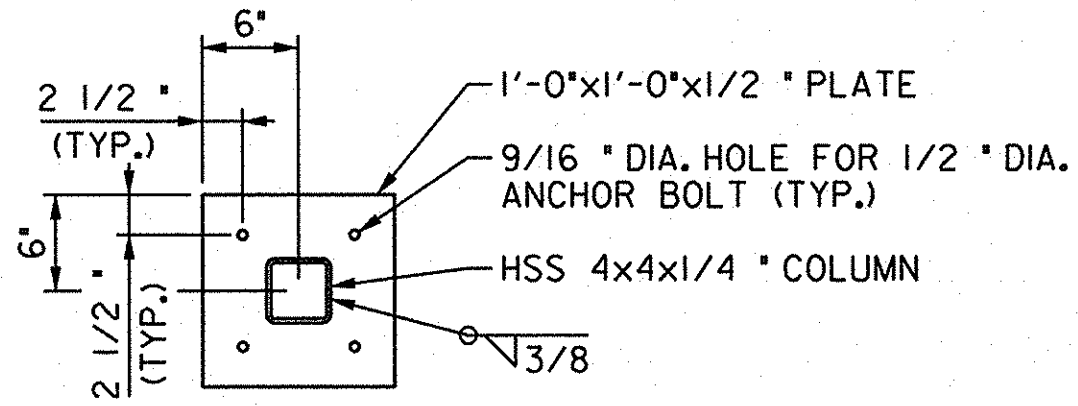 6"
2 1/2 "
(TYP.)
1'-0"x1'-0"x1/2 " PLATE
9/16 " DIA. HOLE FOR 1/2 " DIA.
ANCHOR BOLT (TYP.)
6"
2 1/2 "
(TYP.)
HSS 4x4x1/4 " COLUMN
3/8